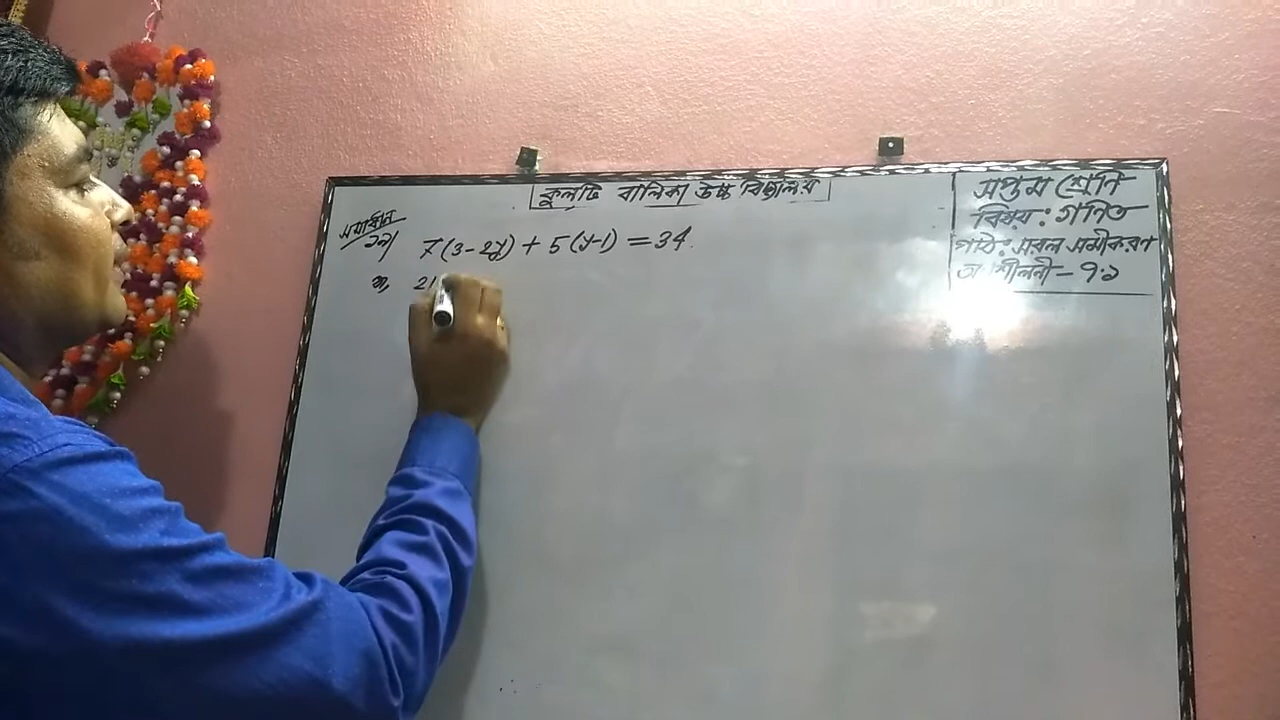 কুলটি বালিকা উচ্চ বিদ্যালয়
সপ্তম শ্রেণি
বিষয় : গণিত
পাঠ : সরল সমীকরণ
অনুশীলনী - ৭.১
সমাধান
১০) 7(3-2y) + 5(y-1) = 34.
বা, 21